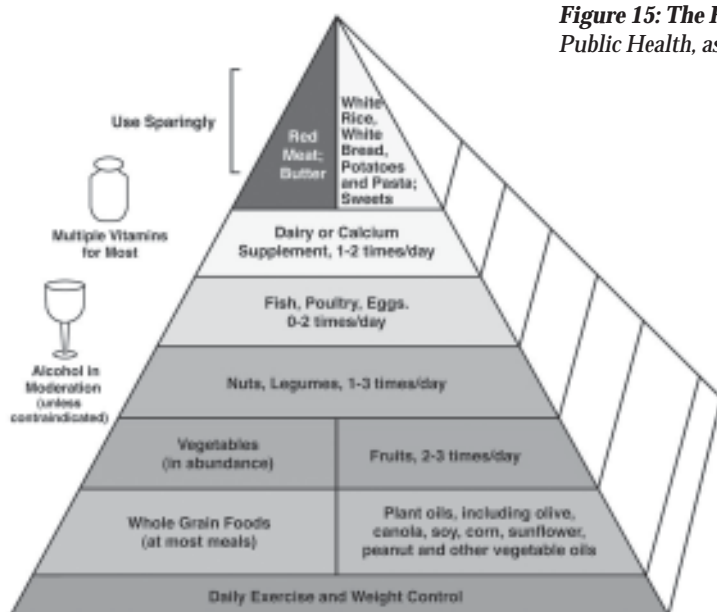 Figure 15: The
Public Health, as
Use Sparingly
Red
Meat;
Butter
White
Rice,
White
Bread,
Potatoes
and Pasta;
Sweets
Multiple Vitamins
for Most
Dairy or Calcium
Supplement, 1-2 times/day
Fish, Poultry, Eggs.
0-2 times/day
Alcohol in
Moderation
(unless
contraindicated)
Nuts, Legumes, 1-3 times/day
Vegetables
(in abundance)
Fruits, 2-3 times/day
Whole Grain Foods
(at most meals)
Plant oils, including olive,
canola, soy, corn, sunflower,
peanut and other vegetable oils
Daily Exercise and Weight Control